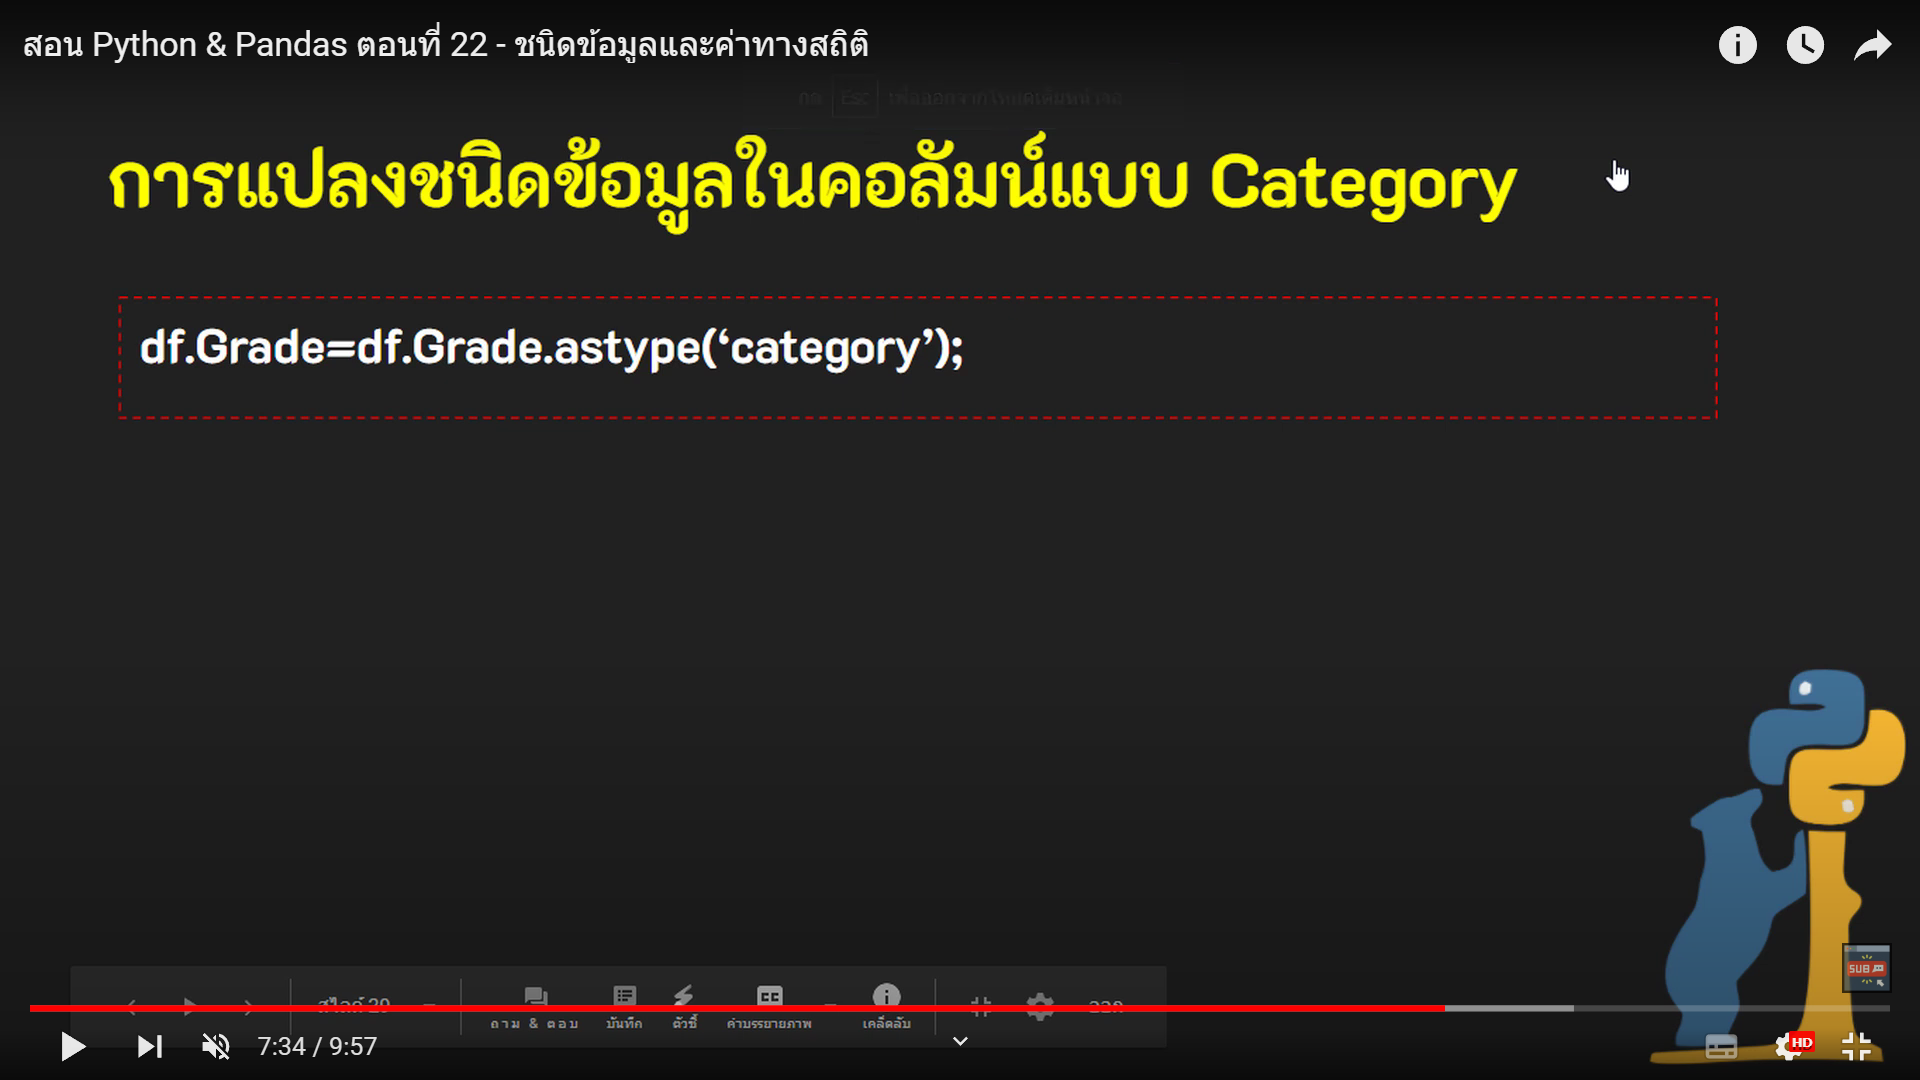 สอน Python & Pandas ตอนที่ 22 - ชนิดข้อมูลและค่าทางสถิติ
กด Esc เพื่อออกจากโหมดเต็มหน้าจอ
การแปลงชนิดข้อมูลในคอลัมน์แบบ Category
df.Grade=df.Grade.astype(‘category’);
SUB
สไลด์ 29
CC
ออก
ถาม & ตอบ
บันทึก
ตัวชี้
คำบรรยายภาพ
เคล็ดลับ
7:34 / 9:57
HD